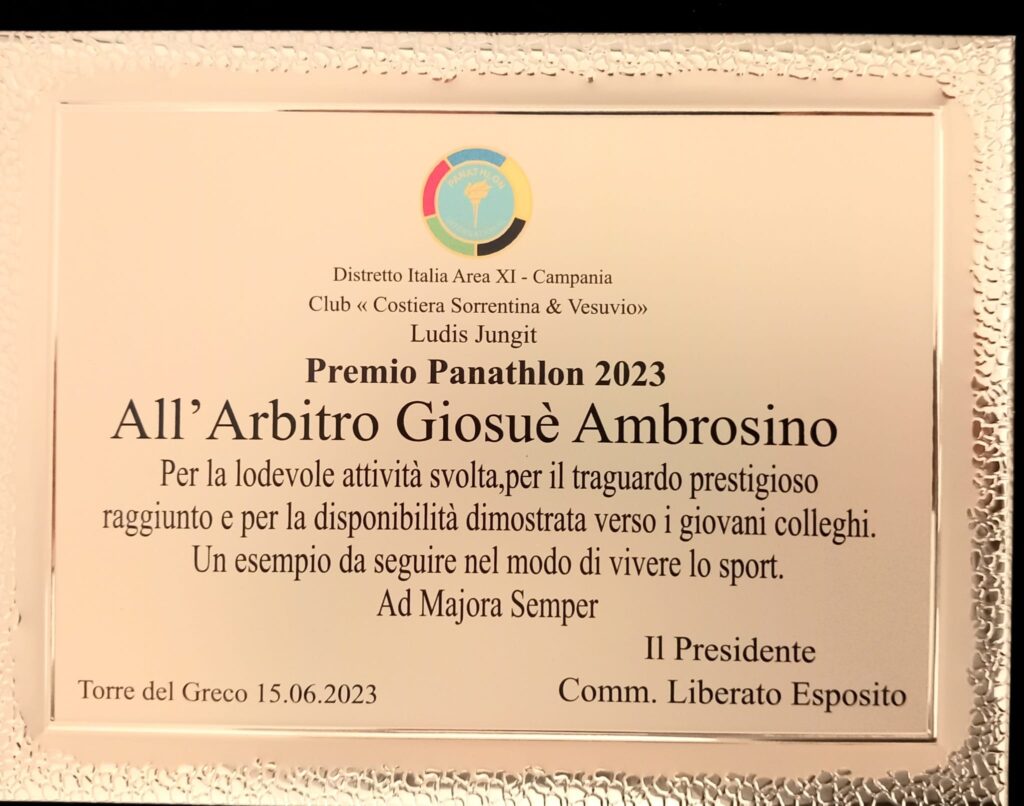 PANATHLON
INTERNATIONAL
Distretto Italia Area XI - Campania
Club « Costiera Sorrentina & Vesuvio»
Ludis Jungit
Premio Panathlon 2023
All’Arbitro Giosuè Ambrosino
Per la lodevole attività svolta,per il traguardo prestigioso
raggiunto e per la disponibilità dimostrata verso i giovani colleghi.
Un esempio da seguire nel modo di vivere lo sport.
Ad Majora Semper
Il Presidente
Torre del Greco 15.06.2023 Comm. Liberato Esposito